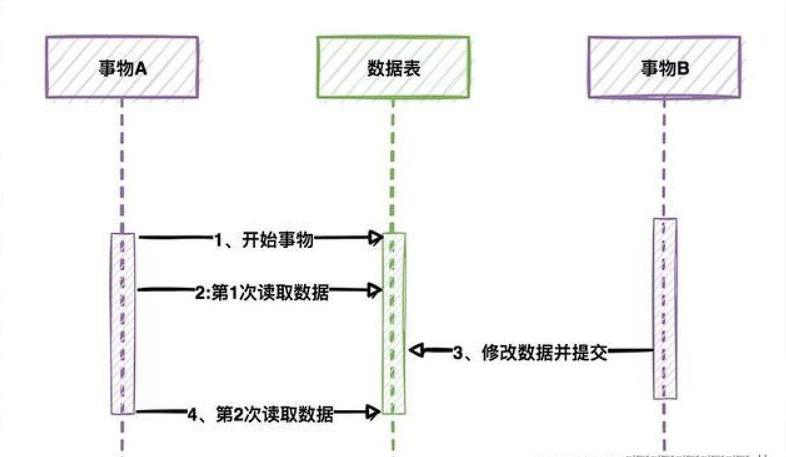 事物A
数据表
事物B
1、开始事物
2:第1次读取数据
3、修改数据并提交
4、第2次读取数据